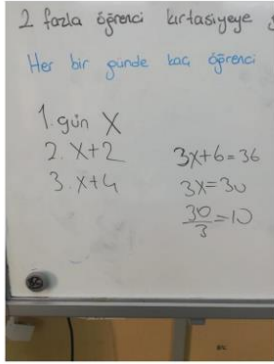 2 fazla öğrenci kırtasiyeye
Her bir günde kaç öğrenci
1. gün X
2. X+2
3. X+4
3X+6=36
3X=30
30/3=10